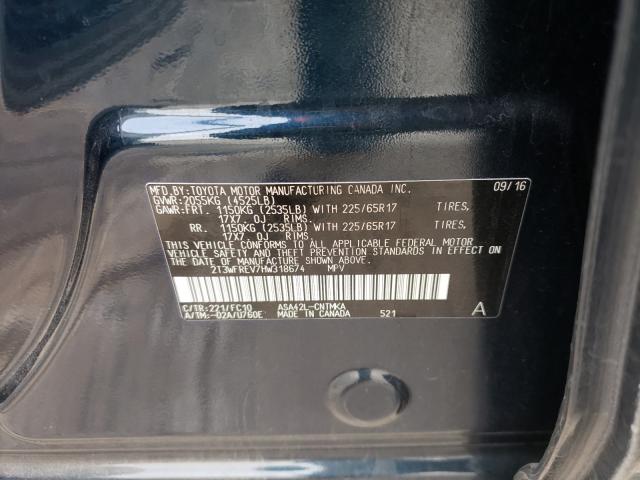 MFD.BY:TOYOTA MOTOR MANUFACTURING CANADA INC. 09/16
GVWR:2055KG (4525LB)
GAWR:FRT. 1150KG (2535LB) WITH 225/65R17 TIRES,
17X7 0J RIMS.
RR. 1150KG (2535LB) WITH 225/65R17 TIRES,
17X7 0J RIMS.
THIS VEHICLE CONFORMS TO ALL APPLICABLE FEDERAL MOTOR
VEHICLE SAFETY AND THEFT PREVENTION STANDARDS IN EFFECT ON
THE DATE OF MANUFACTURE SHOWN ABOVE.
2T3WFREV7HW318674 MPV
C/TR:221/FC10 ASA42L-CNTMKA
A/TM:-02A/U760E MADE IN CANADA 521 A